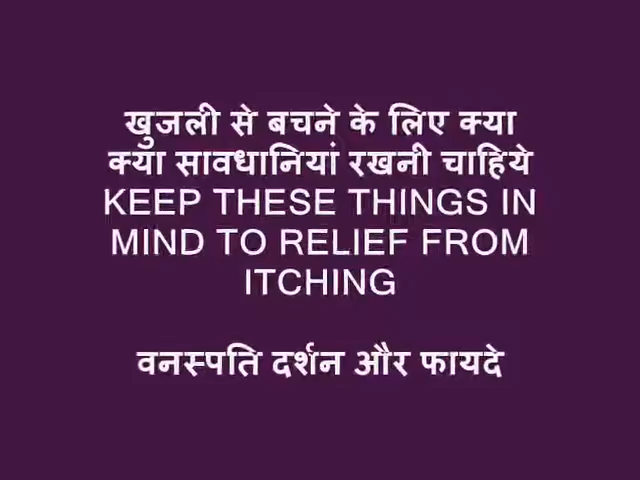 खुजली से बचने के लिए क्या
क्या सावधानियां रखनी चाहिये
KEEP THESE THINGS IN
MIND TO RELIEF FROM
ITCHING
वनस्पति दर्शन और फायदे